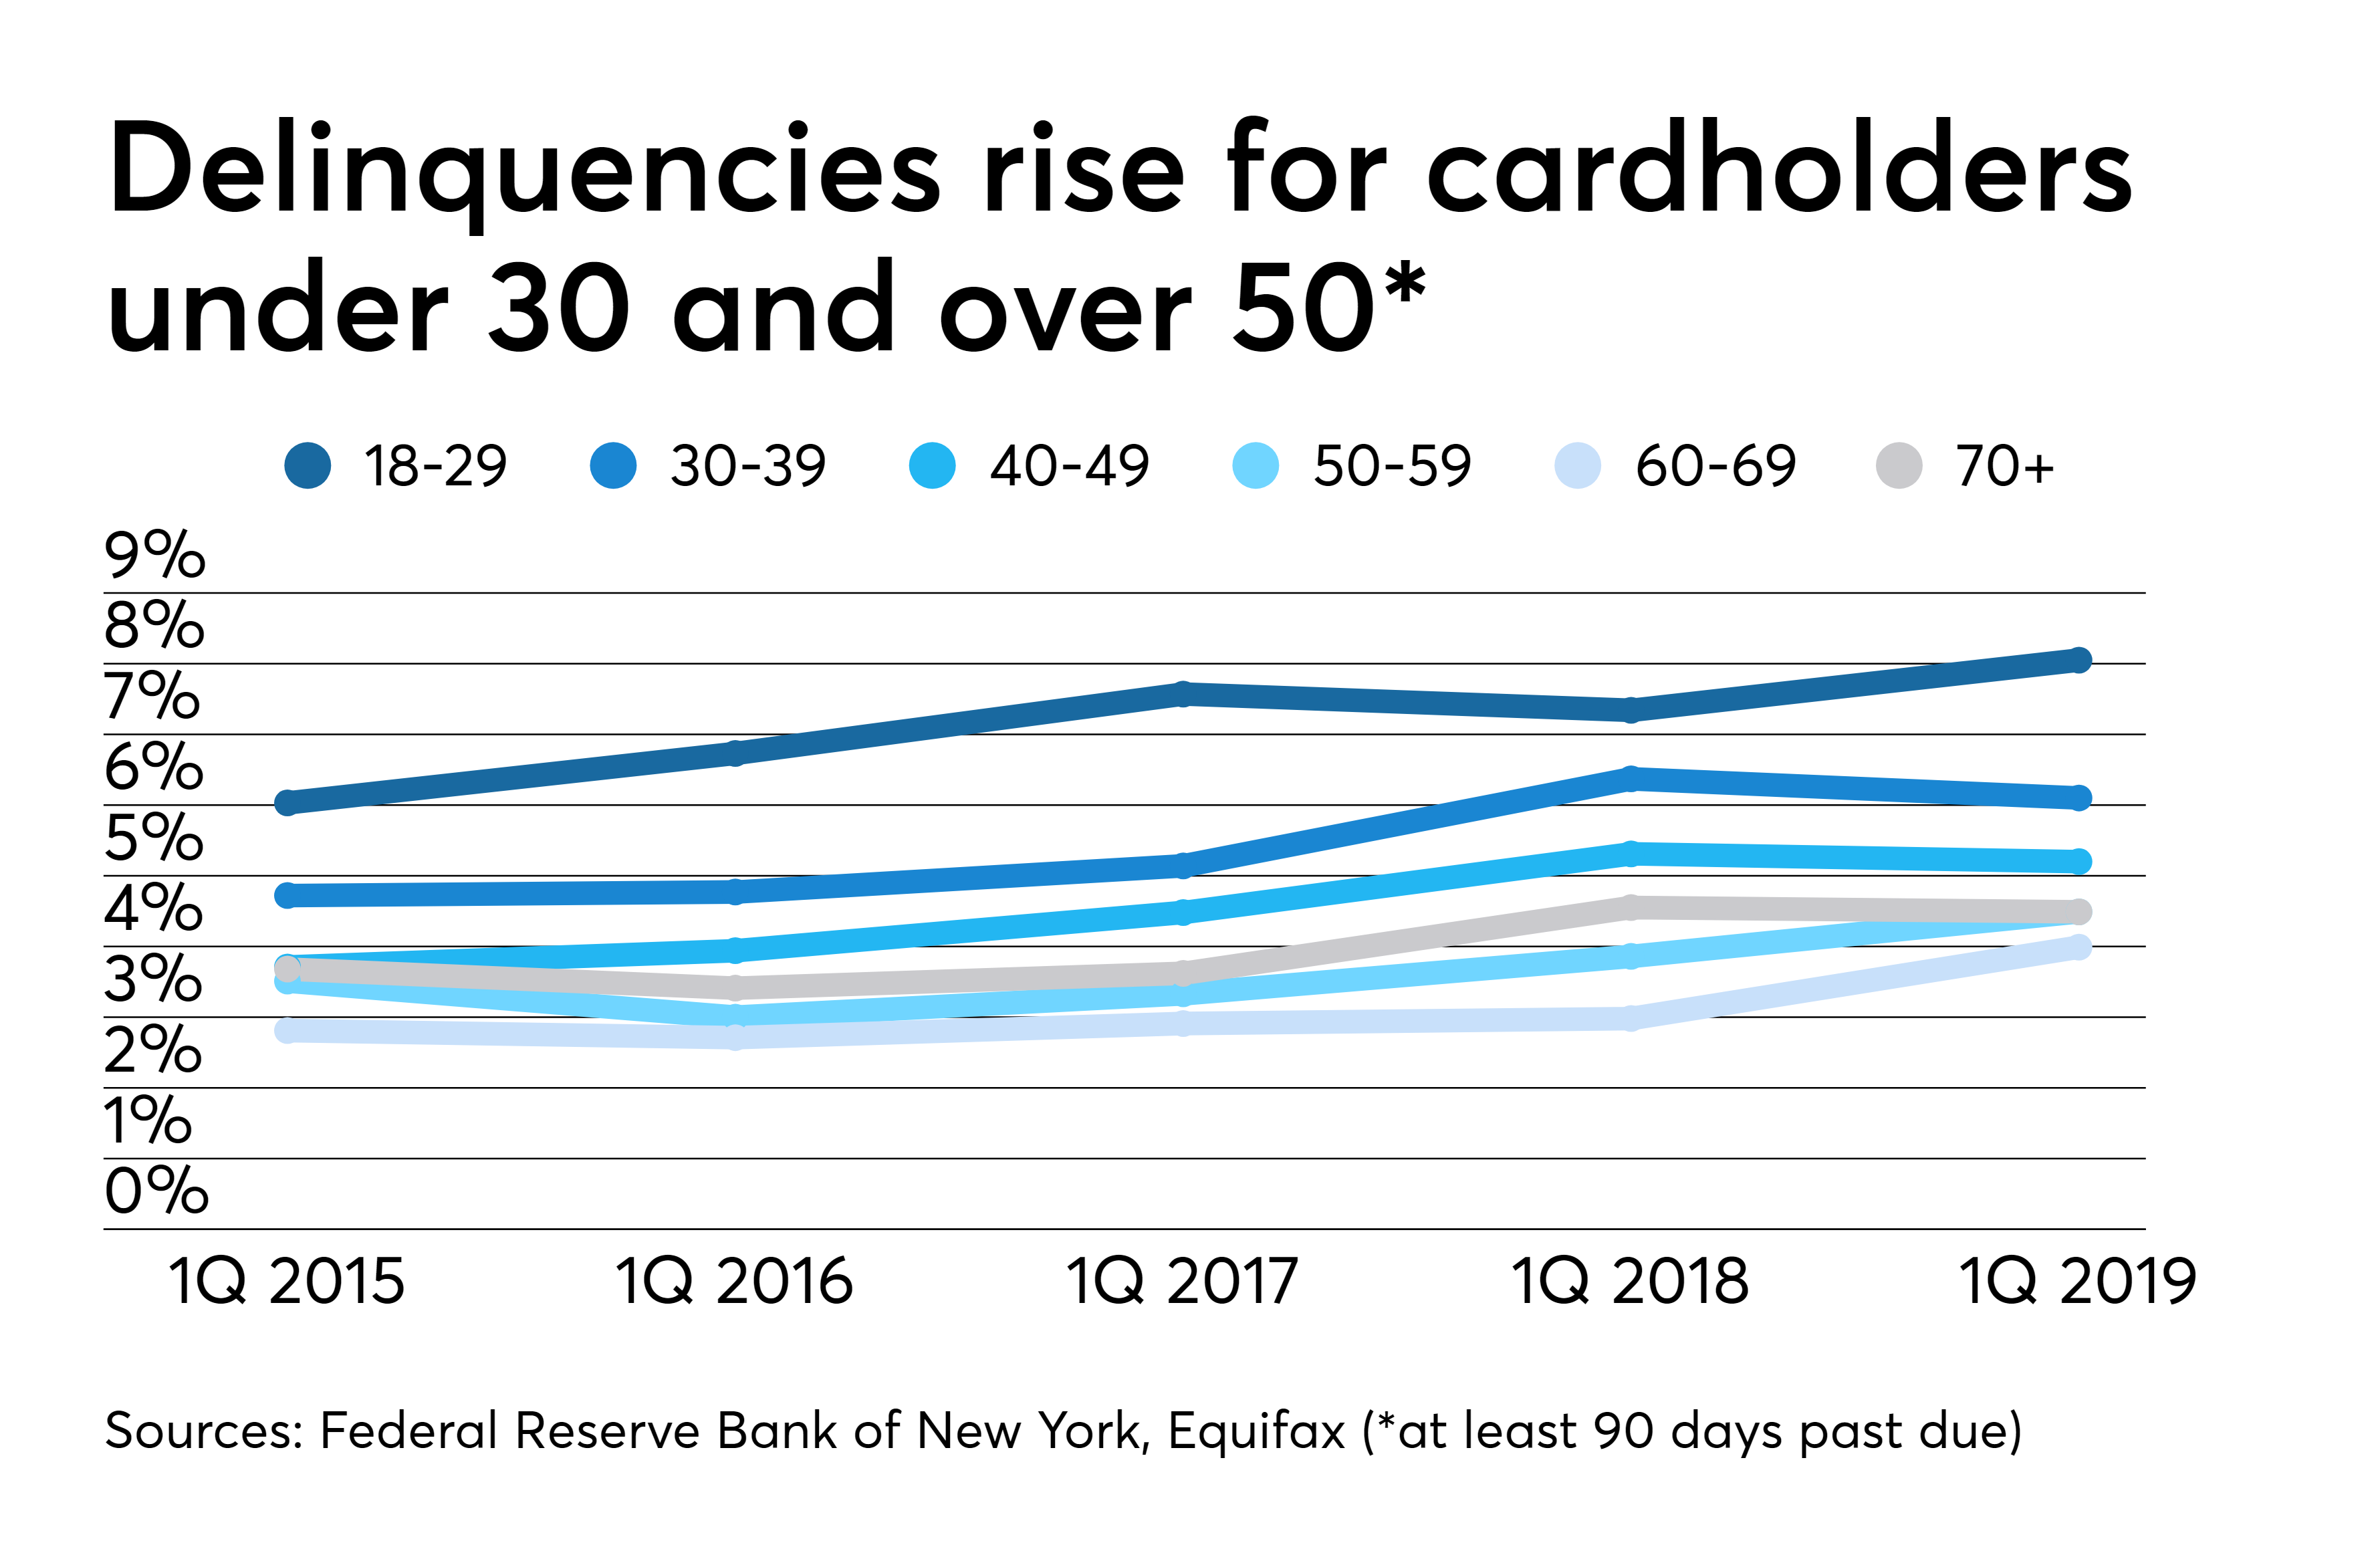 Delinquencies rise for cardholders
under 30 and over 50*
18-29 30-39 40-49 50-59 60-69 70+
9%
8%
7%
6%
5%
4%
3%
2%
1%
0%
1Q 2015 1Q 2016 1Q 2017 1Q 2018 1Q 2019
Sources: Federal Reserve Bank of New York, Equifax (*at least 90 days past due)